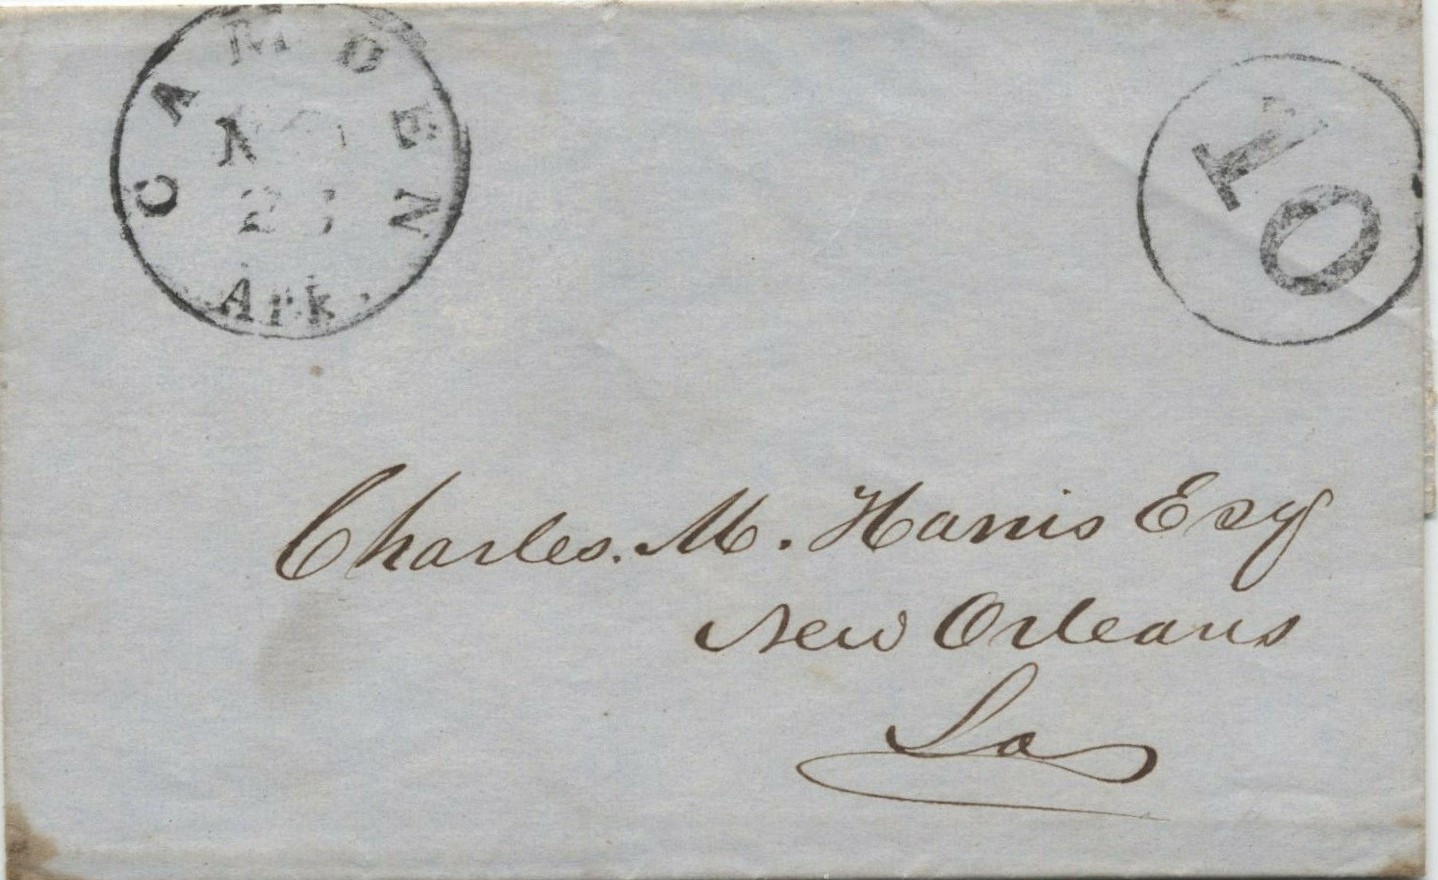 CAMDEN
Ark.
10
Charles. M. Harris Esq
New Orleans
La